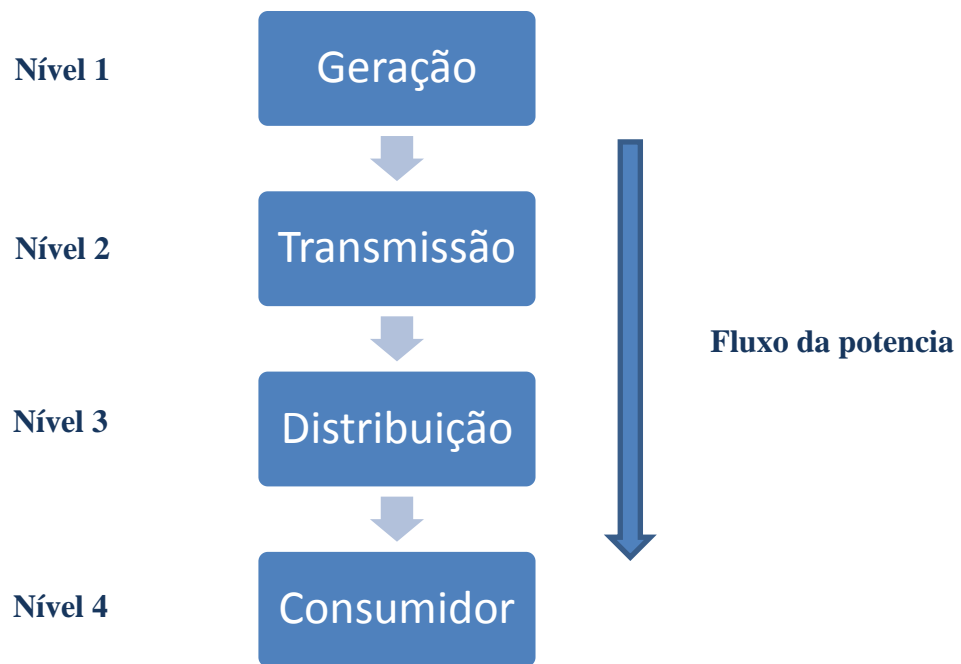 Nível 1
Geração
Nível 2
Transmissão
Fluxo da potencia
Nível 3
Distribuição
Nível 4
Consumidor